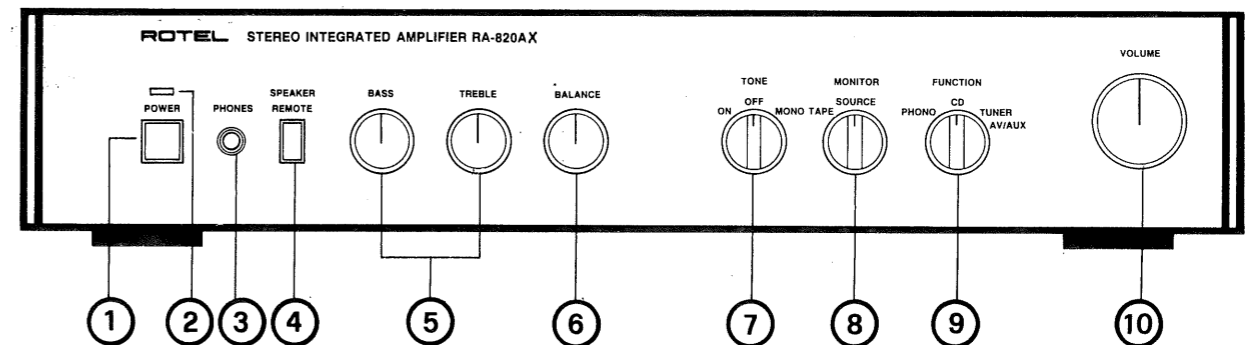 ROTEL STEREO INTEGRATED AMPLIFIER RA-820AX
VOLUME
POWER
PHONES
SPEAKER
REMOTE
BASS
TREBLE
BALANCE
TONE
ON OFF MONO
MONITOR
TAPE SOURCE
FUNCTION
PHONO CD TUNER
AV/AUX
1 2 3 4 5 6 7 8 9 10